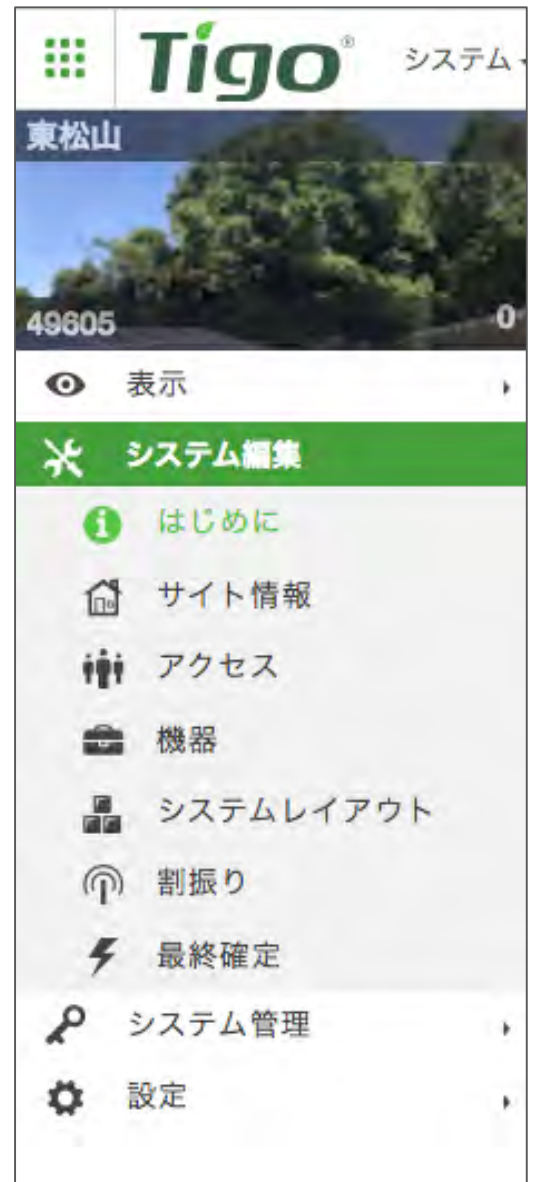 Tigo® システム
東松山
49605 0
表示
システム編集
はじめに
サイト情報
アクセス
機器
システムレイアウト
割振り
最終確定
システム管理
設定